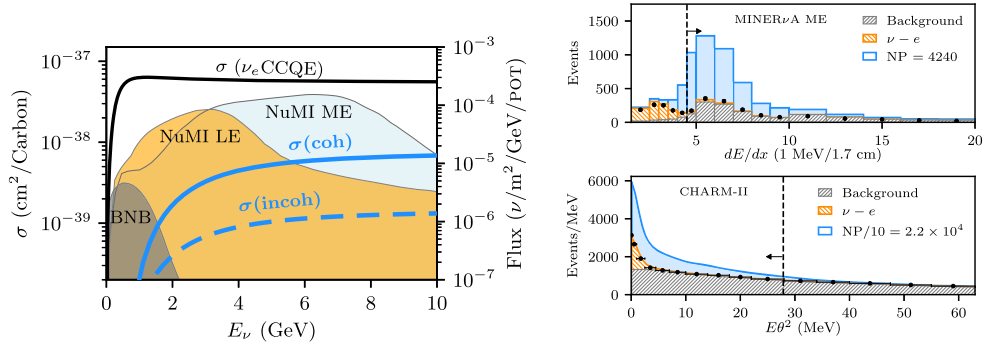 10⁻³⁷
10⁻³⁸
10⁻³⁹
σ (cm²/Carbon)
σ (νₑCCQE)
NuMI ME
NuMI LE
σ(coh)
σ(incoh)
BNB
10⁻³
10⁻⁴
10⁻⁵
10⁻⁶
10⁻⁷
Flux (ν/m²/GeV/POT)
0 2 4 6 8 10
E_ν (GeV)
1500
1000
500
0
Events
MINERνA ME
Background
ν − e
NP = 4240
5 10 15 20
dE/dx (1 MeV/1.7 cm)
6000
4000
2000
0
Events/MeV
CHARM-II
Background
ν − e
NP/10 = 2.2 × 10⁴
0 10 20 30 40 50 60
Eθ² (MeV)